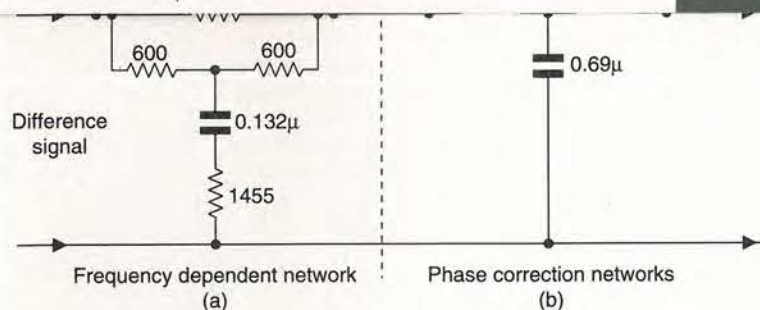 600
600
0.69µ
Difference
signal
0.132µ
1455
Frequency dependent network
Phase correction networks
(a)
(b)